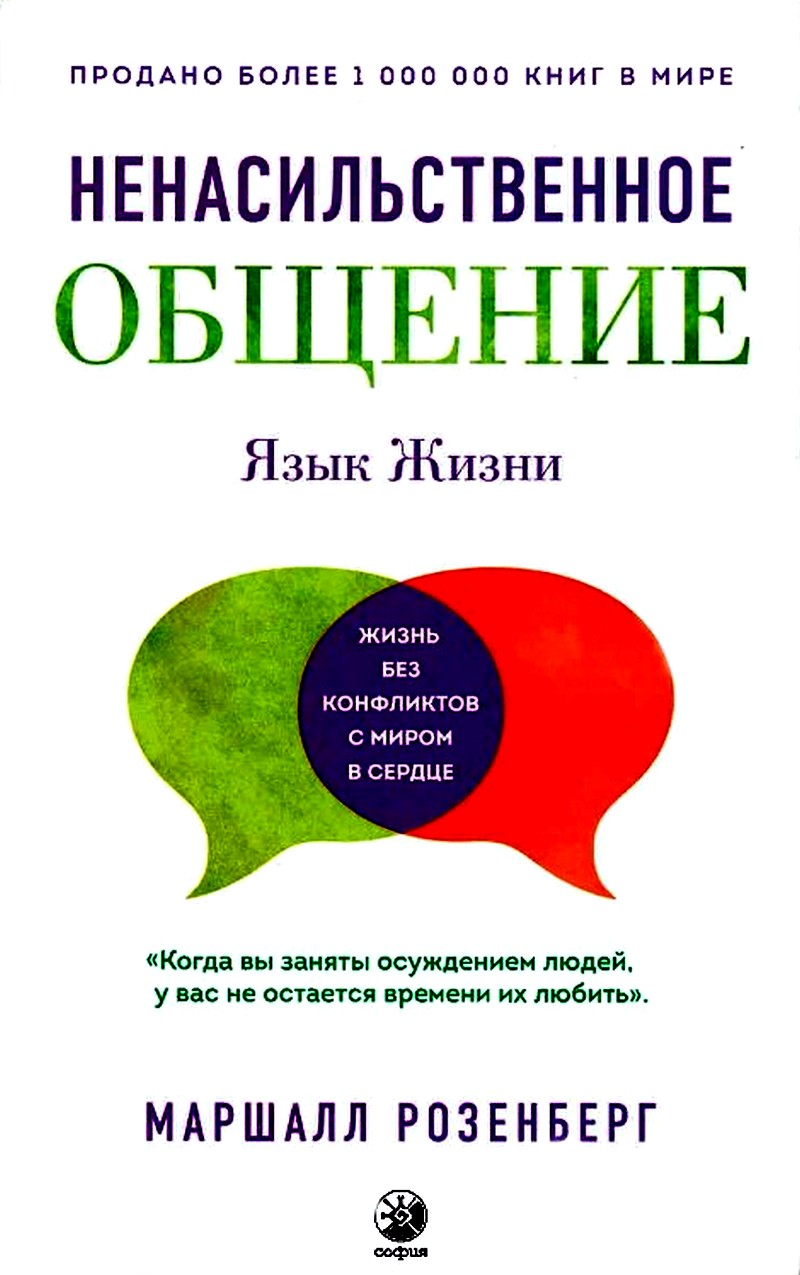 ПРОДАНО БОЛЕЕ 1 000 000 КНИГ В МИРЕ
НЕНАСИЛЬСТВЕННОЕ
ОБЩЕНИЕ
Язык Жизни
ЖИЗНЬ
БЕЗ
КОНФЛИКТОВ
С МИРОМ
В СЕРДЦЕ
«Когда вы заняты осуждением людей,
у вас не остается времени их любить».
МАРШАЛЛ РОЗЕНБЕРГ
софия